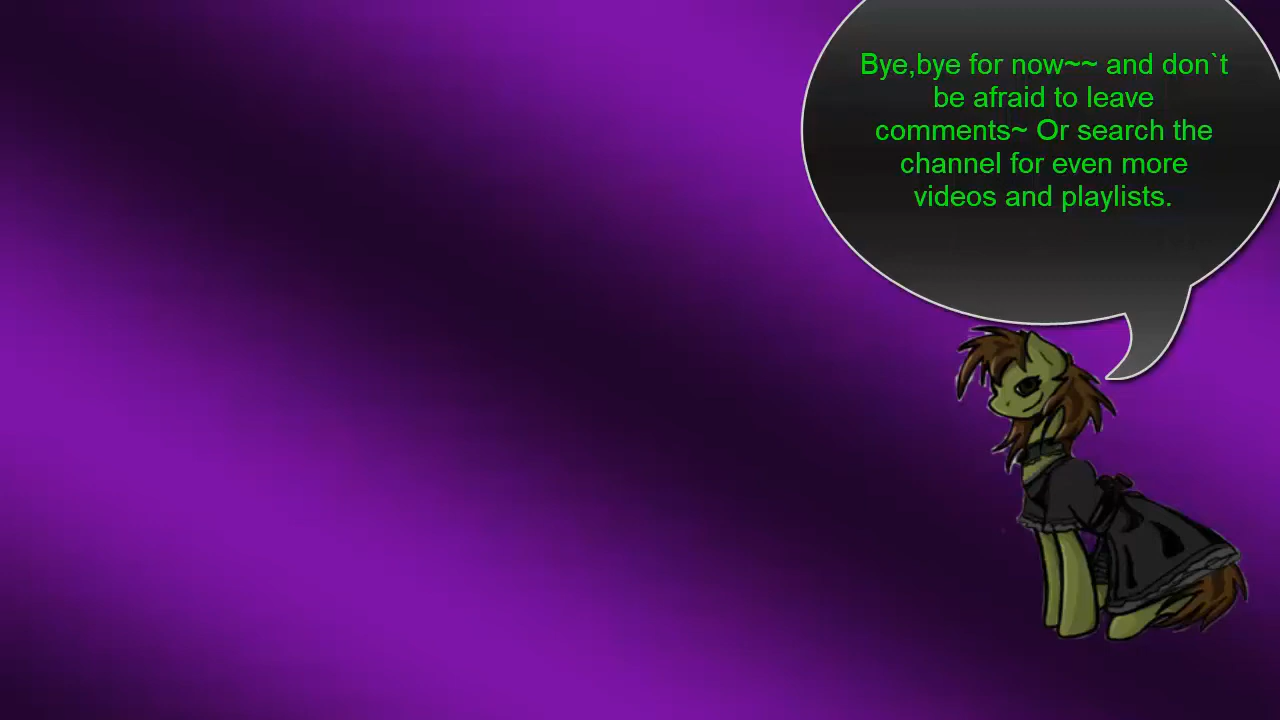 Bye,bye for now~~ and don`t
be afraid to leave
comments~ Or search the
channel for even more
videos and playlists.